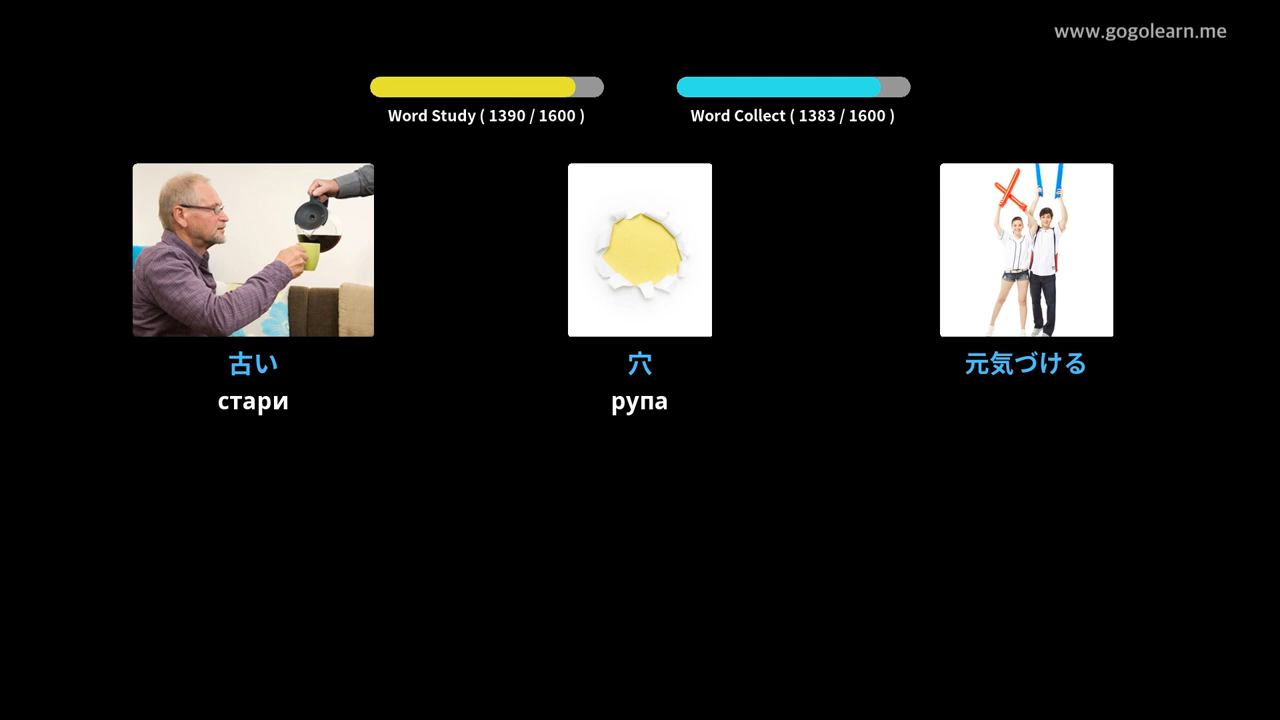 www.gogolearn.me
Word Study ( 1390 / 1600 )
Word Collect ( 1383 / 1600 )
古い
стари
穴
рупа
元気づける